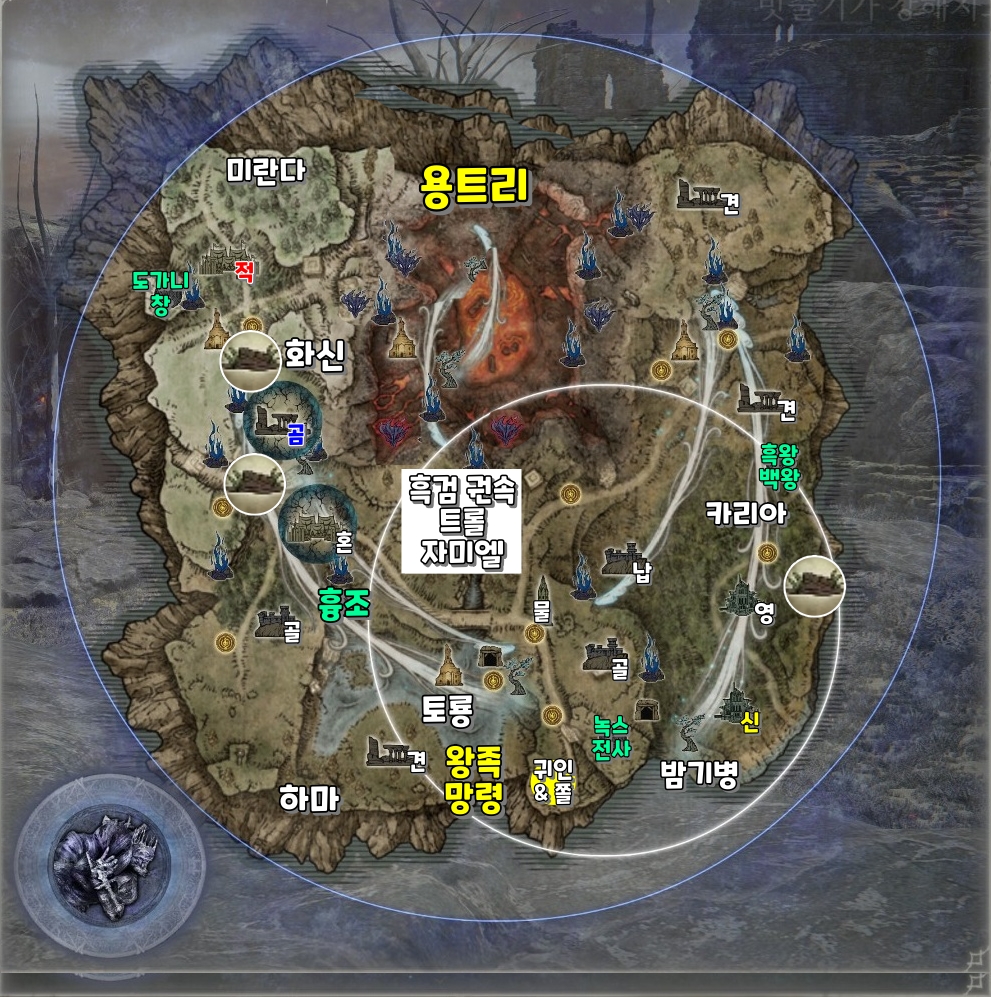 미란다
용트리
견
적
도가니
창
화신
견
곰
흑왕
백왕
흑검 권속
트롤
자미엘
카리아
혼
납
흉조
물
영
골
골
토룡
신
녹스
전사
견
왕족
망령
귀인
& 쫄
밤기병
하마